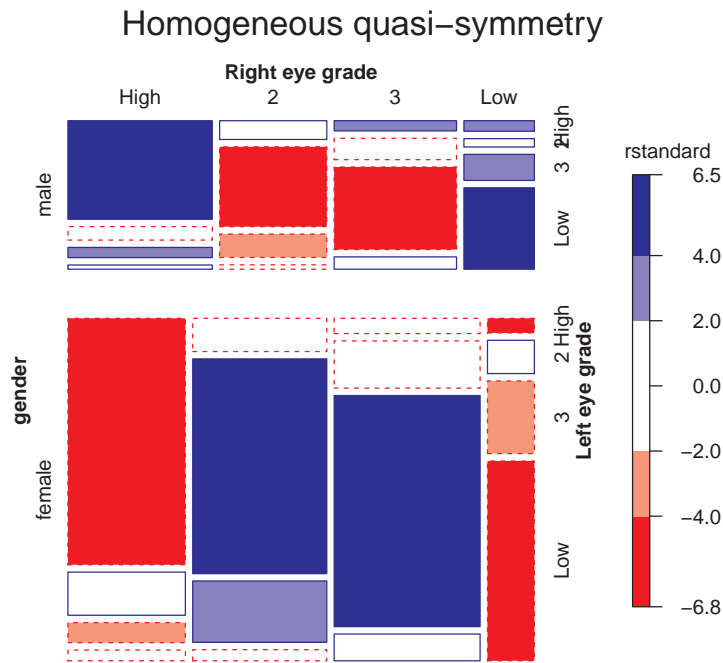 Homogeneous quasi−symmetry
Right eye grade
High 2 3 Low
rstandard
gender
male
female
Left eye grade
High
2
3
Low
High
2
3
Low
6.5
4.0
2.0
0.0
−2.0
−4.0
−6.8